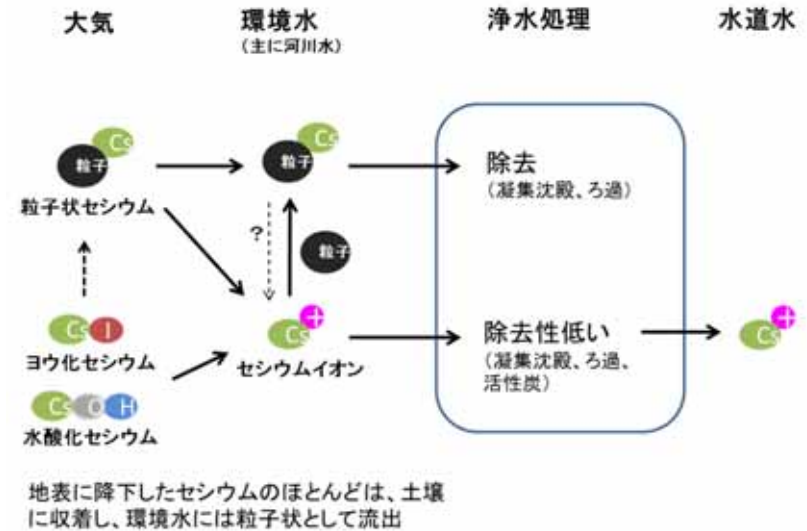 大気
環境水
(主に河川水)
浄水処理
水道水
Cs
粒子
粒子状セシウム
Cs
粒子
除去
(凝集沈殿、ろ過)
?
粒子
Cs I
ヨウ化セシウム
Cs +
セシウムイオン
除去性低い
(凝集沈殿、ろ過、
活性炭)
Cs +
Cs O H
水酸化セシウム
地表に降下したセシウムのほとんどは、土壌
に収着し、環境水には粒子状として流出